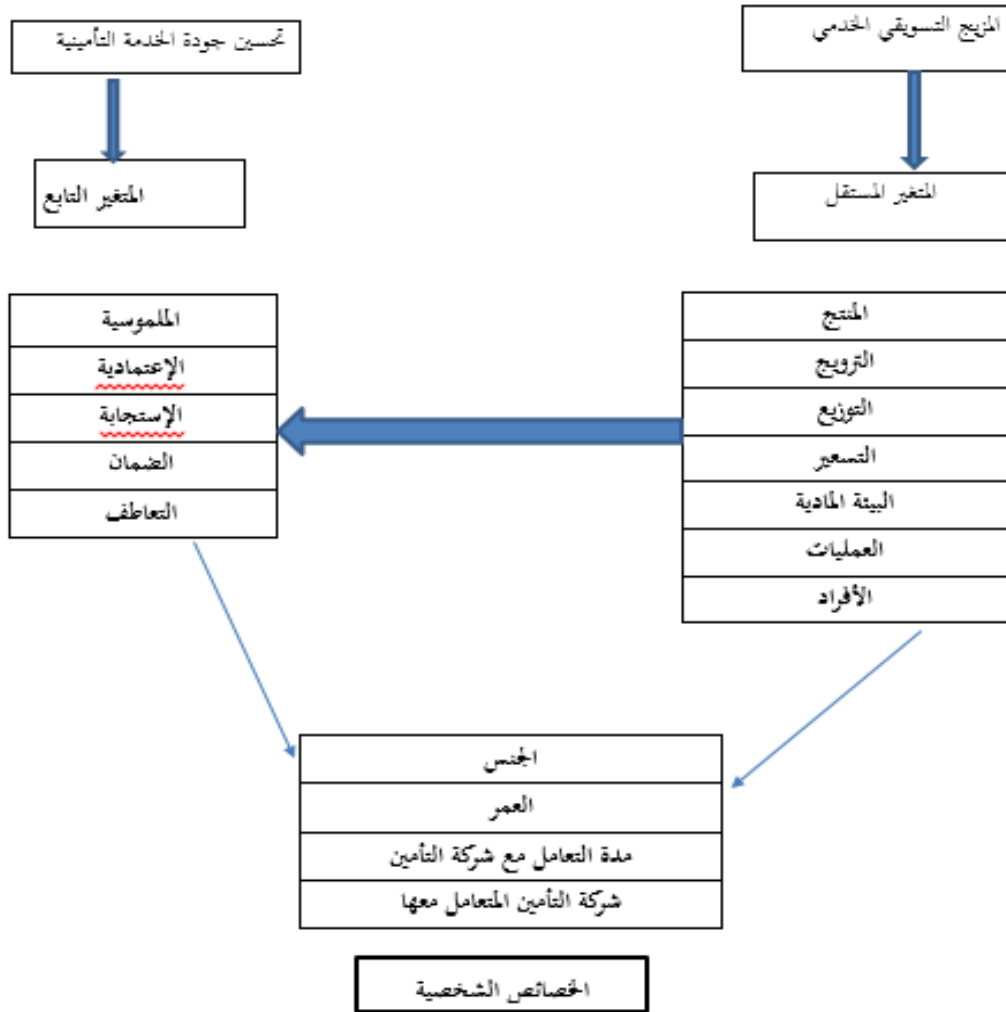 المزيج التسويقي الخدمي
تحسين جودة الخدمة التأمينية
المتغير المستقل
المتغير التابع
المنتج
الترويج
التوزيع
التسعير
البيئة المادية
العمليات
الأفراد
الملموسية
الإعتمادية
الإستجابة
الضمان
التعاطف
الجنس
العمر
مدة التعامل مع شركة التأمين
شركة التأمين المتعامل معها
الخصائص الشخصية